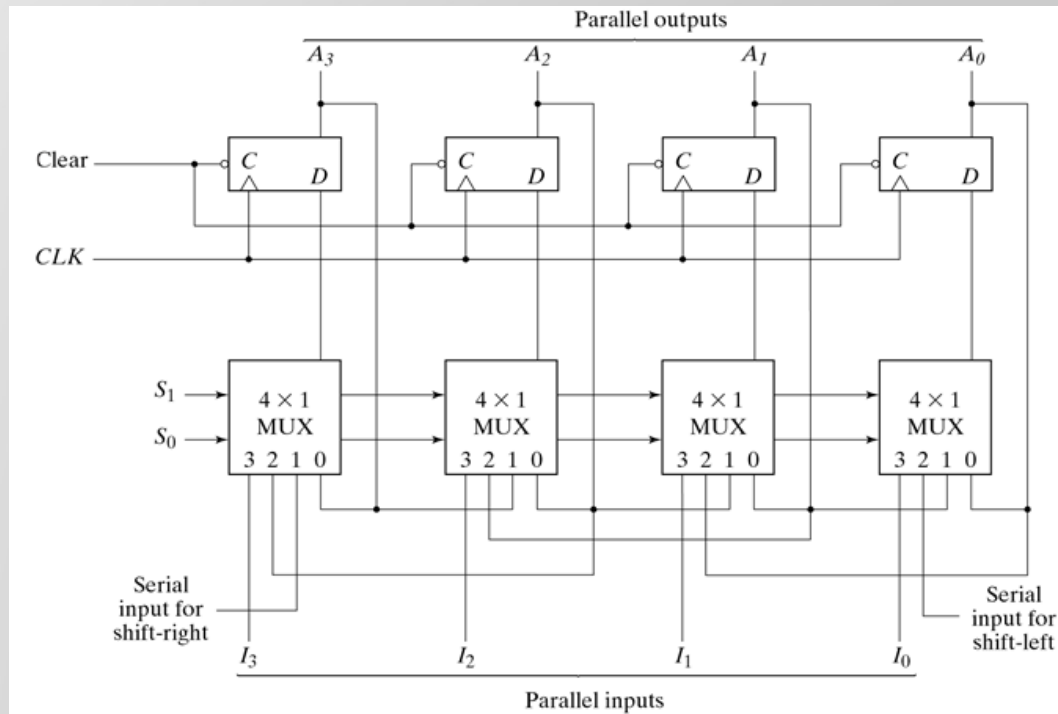 Parallel outputs
A3 A2 A1 A0
Clear
C D C D C D C D
CLK
S1
S0
4 × 1 MUX
3 2 1 0
4 × 1 MUX
3 2 1 0
4 × 1 MUX
3 2 1 0
4 × 1 MUX
3 2 1 0
Serial
input for
shift-right
Serial
input for
shift-left
I3 I2 I1 I0
Parallel inputs